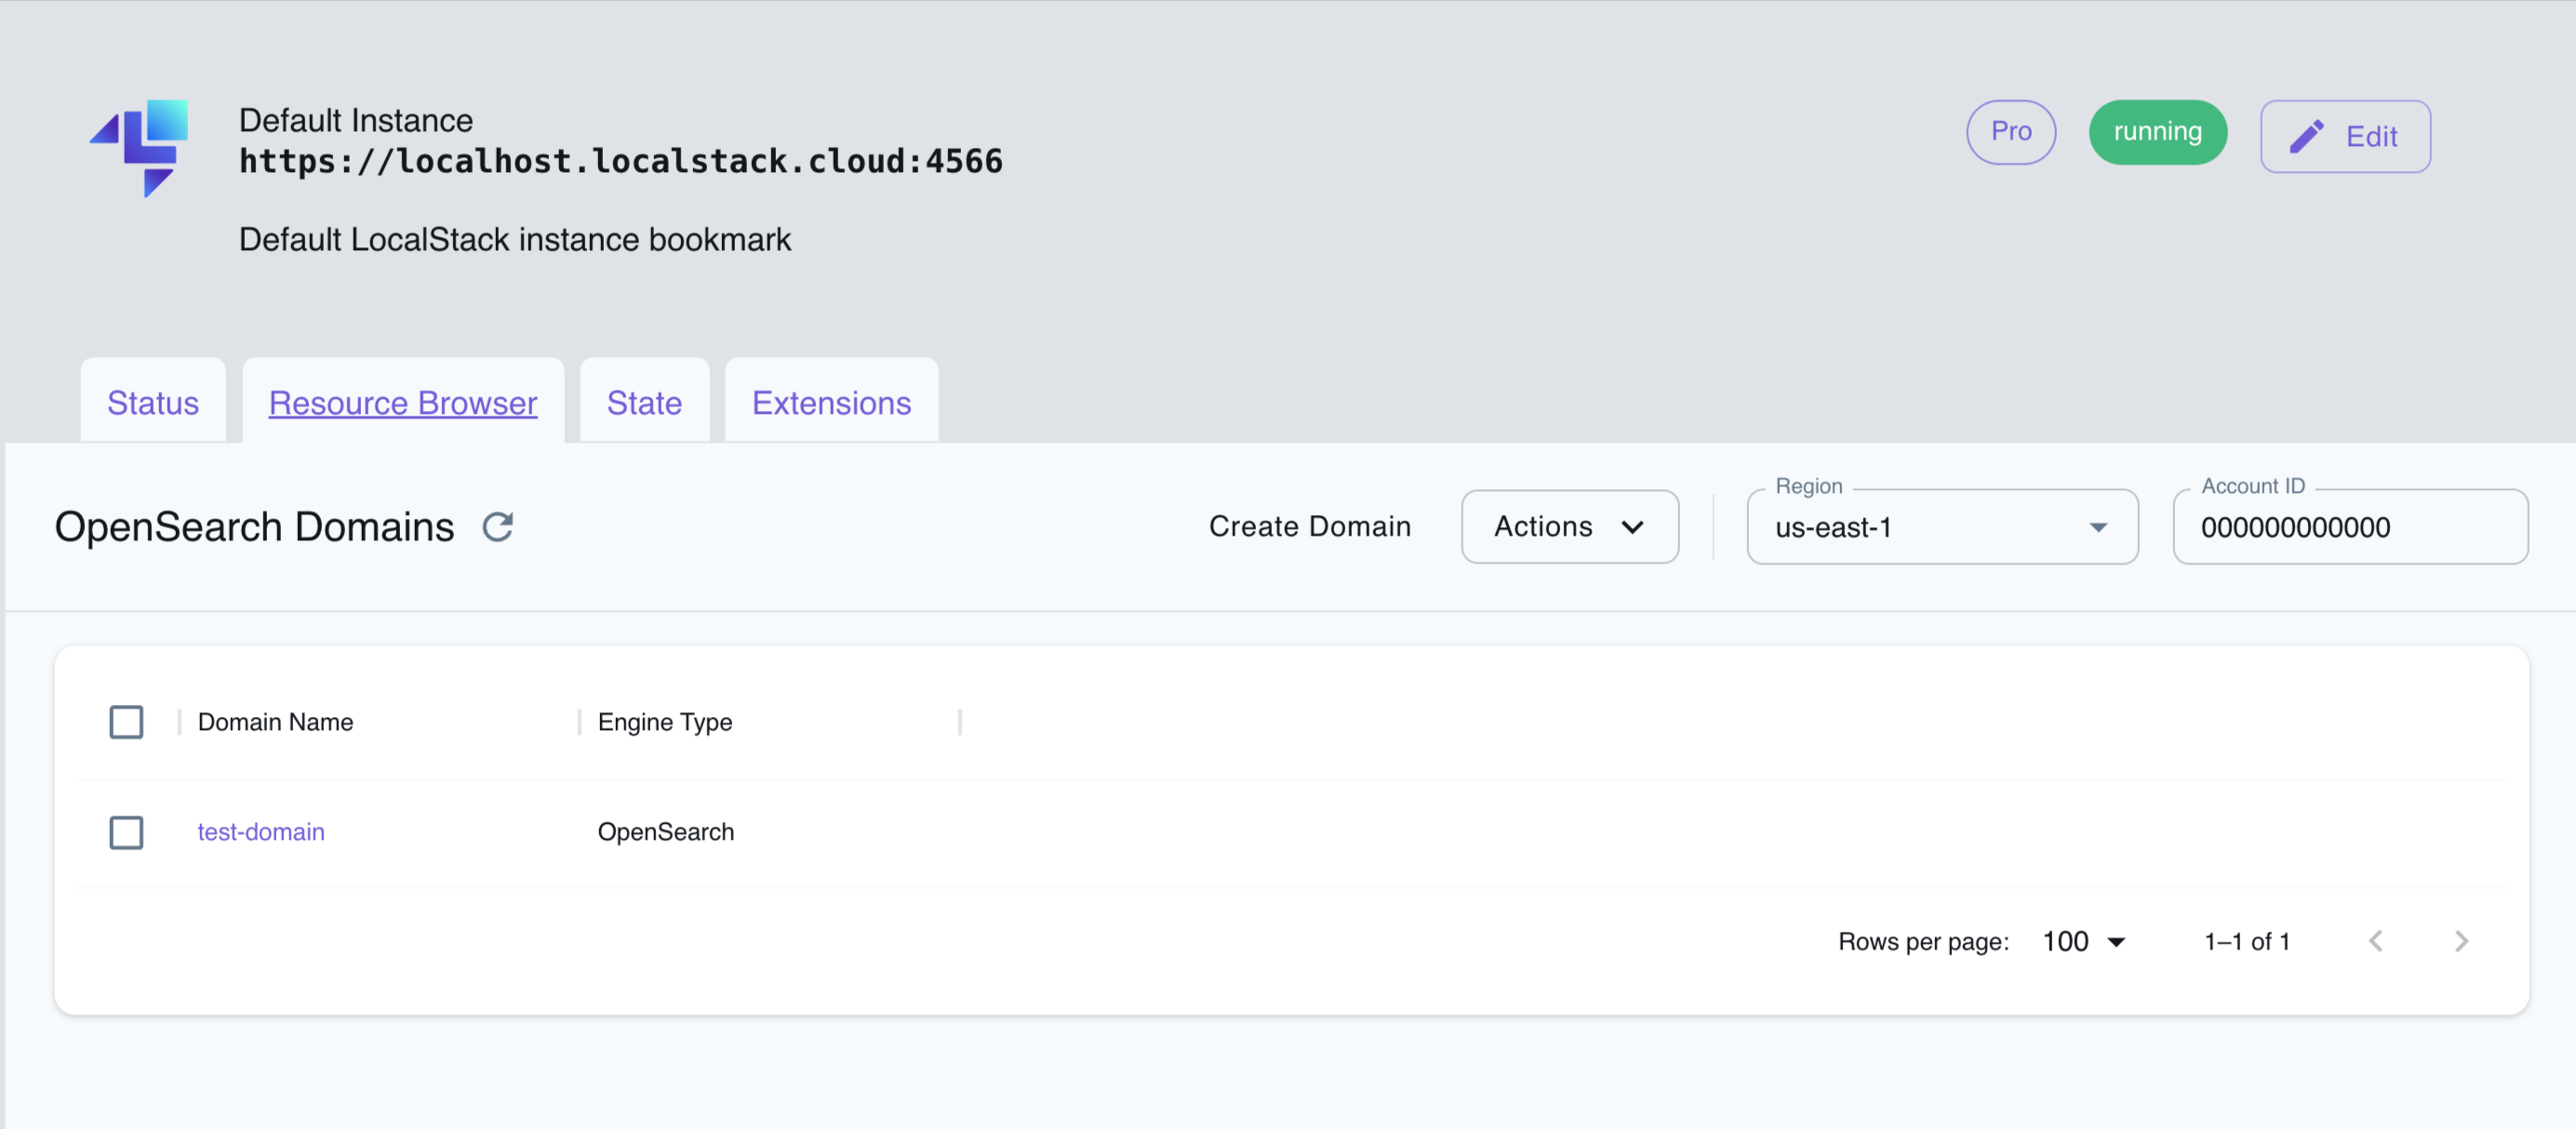 Default Instance
https://localhost.localstack.cloud:4566
Default LocalStack instance bookmark
Pro
running
Edit
Status
Resource Browser
State
Extensions
OpenSearch Domains
Create Domain
Actions
Region
us-east-1
Account ID
000000000000
Domain Name
Engine Type
test-domain
OpenSearch
Rows per page: 100
1–1 of 1